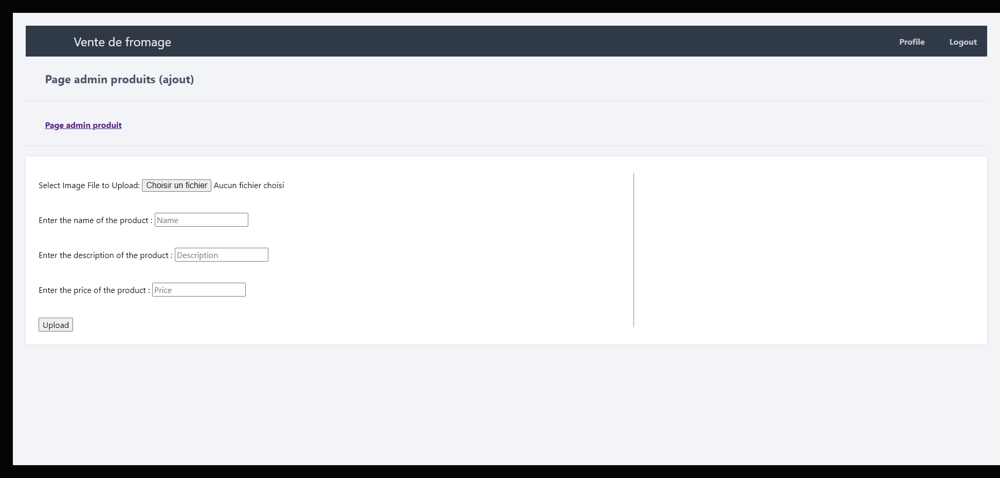 Vente de fromage Profile Logout
Page admin produits (ajout)
Page admin produit
Select Image File to Upload: Choisir un fichier Aucun fichier choisi
Enter the name of the product : Name
Enter the description of the product : Description
Enter the price of the product : Price
Upload